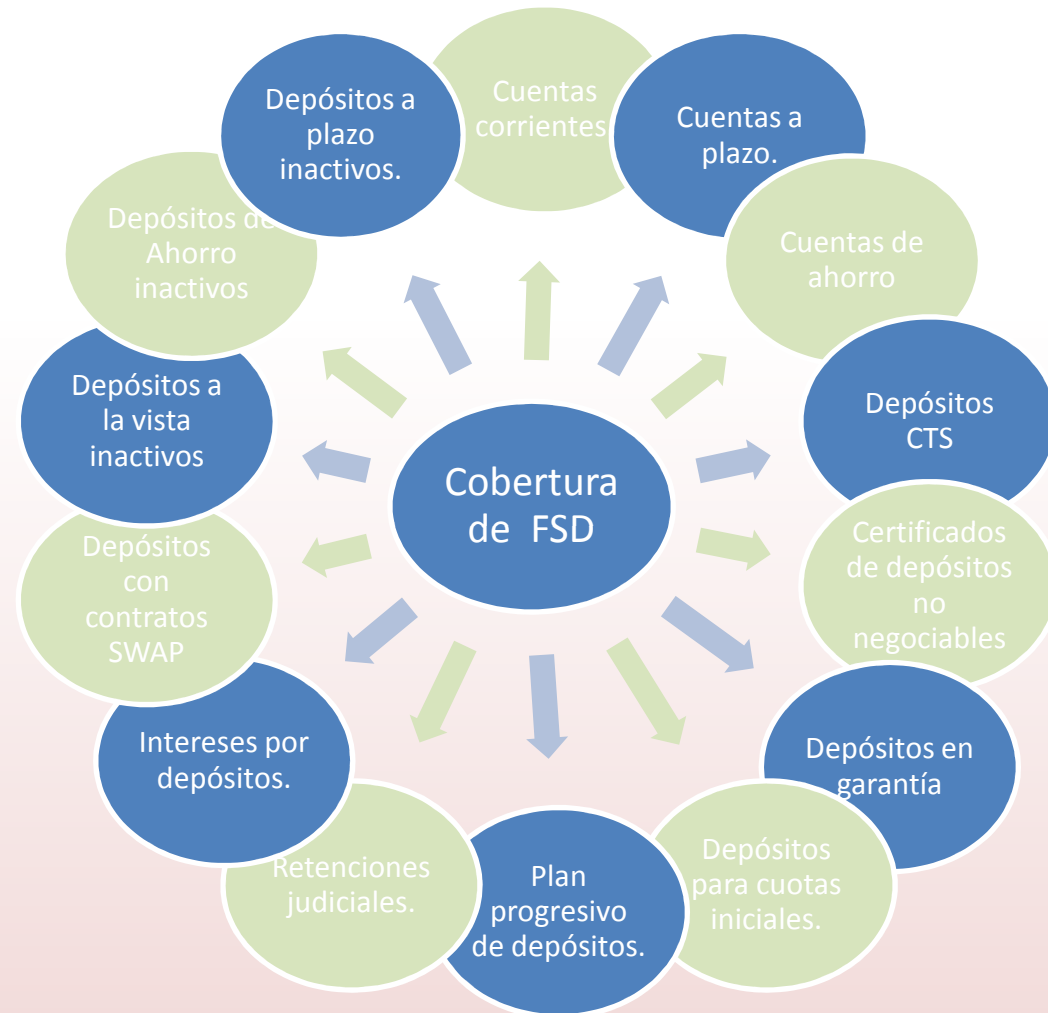 Cobertura
de FSD
Cuentas
corrientes
Cuentas a
plazo.
Cuentas de
ahorro
Depósitos
CTS
Certificados
de depósitos
no
negociables
Depósitos en
garantía
Depósitos
para cuotas
iniciales.
Plan
progresivo
de depósitos.
Retenciones
judiciales.
Intereses por
depósitos.
Depósitos
con
contratos
SWAP
Depósitos a
la vista
inactivos
Depósitos de
Ahorro
inactivos
Depósitos a
plazo
inactivos.